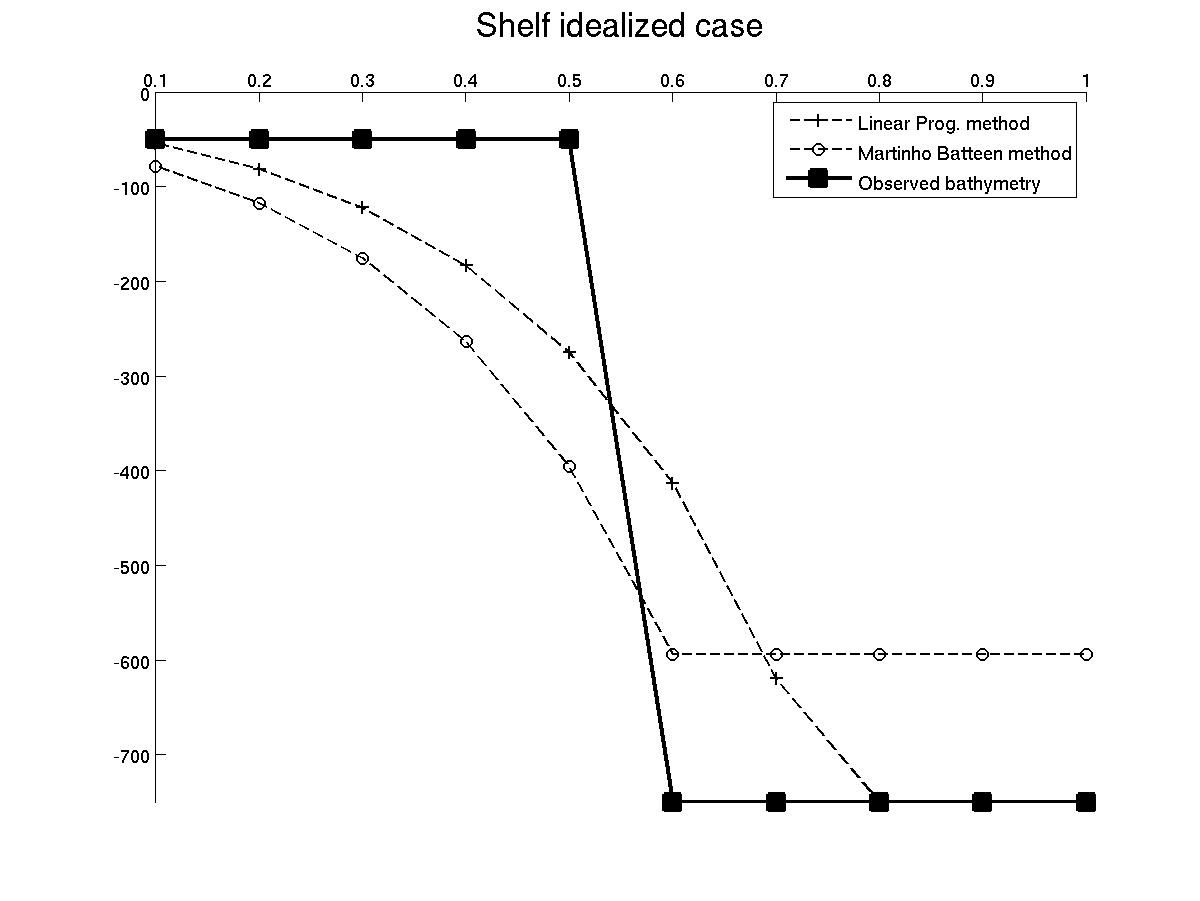 Shelf idealized case
0.1 0.2 0.3 0.4 0.5 0.6 0.7 0.8 0.9 1
0
Linear Prog. method
Martinho Batteen method
Observed bathymetry
-100
-200
-300
-400
-500
-600
-700